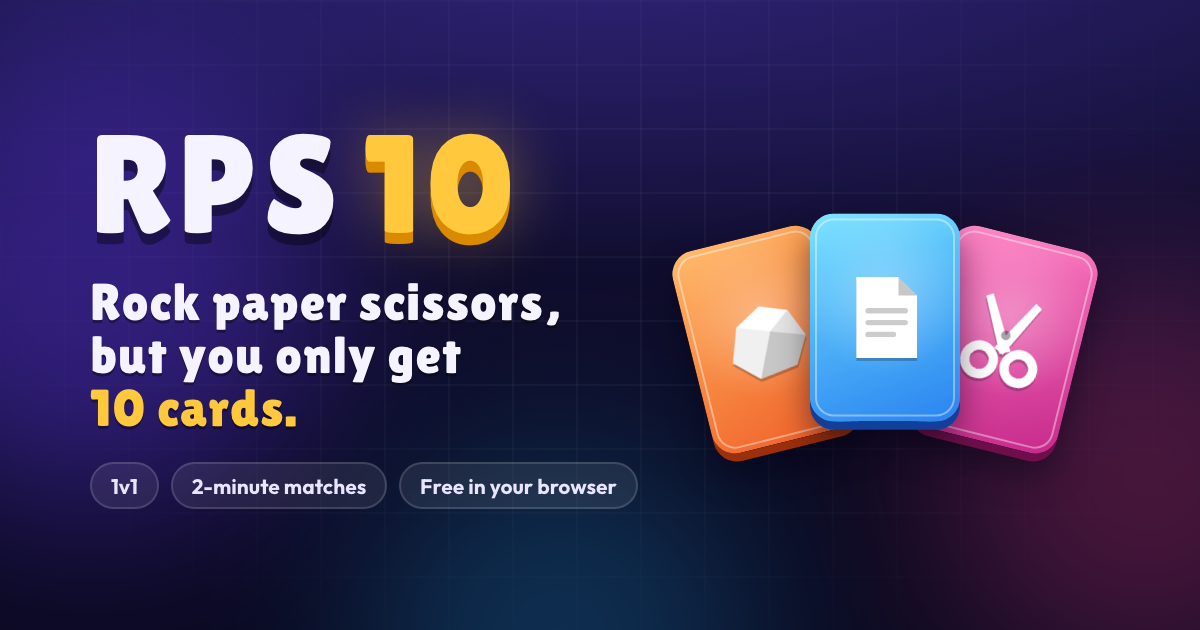 RPS 10
Rock paper scissors,
but you only get
10 cards.
1v1
2-minute matches
Free in your browser